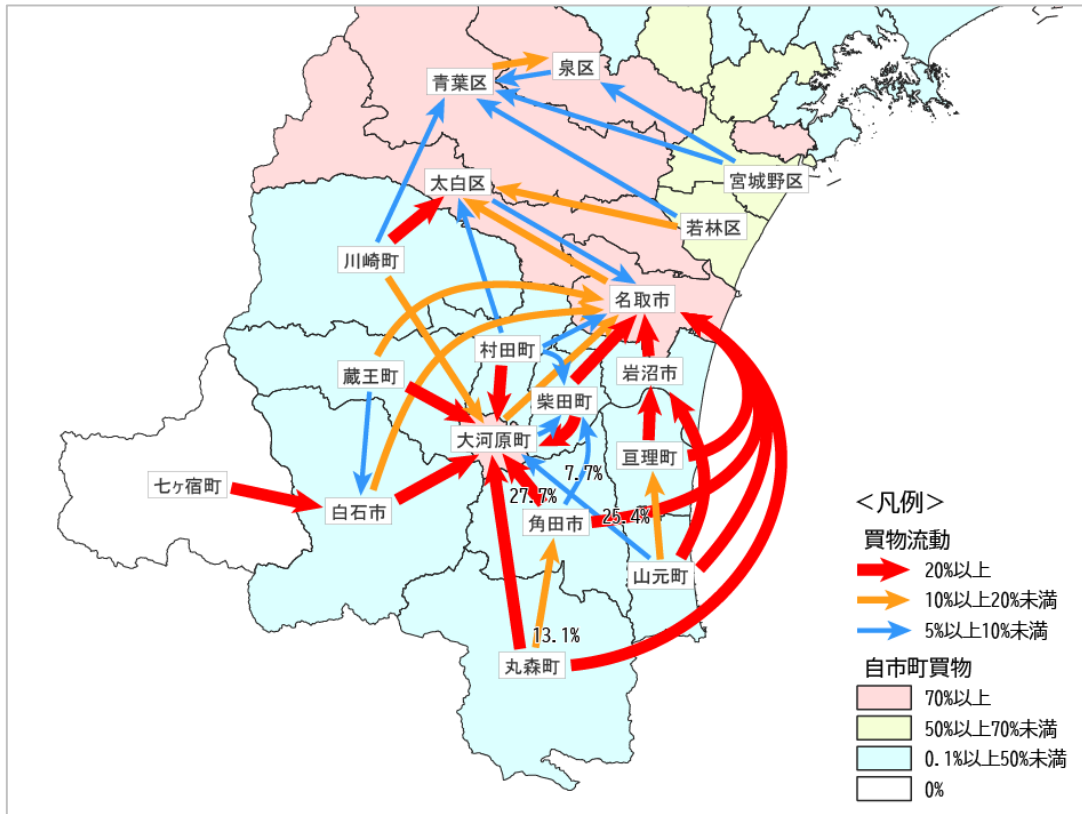 泉区
青葉区
宮城野区
太白区
若林区
川崎町
名取市
村田町
岩沼市
蔵王町
柴田町
大河原町
亘理町
7.7%
七ヶ宿町
27.7%
白石市
角田市
25.4%
山元町
13.1%
丸森町
<凡例>
買物流動
20%以上
10%以上20%未満
5%以上10%未満
自市町買物
70%以上
50%以上70%未満
0.1%以上50%未満
0%